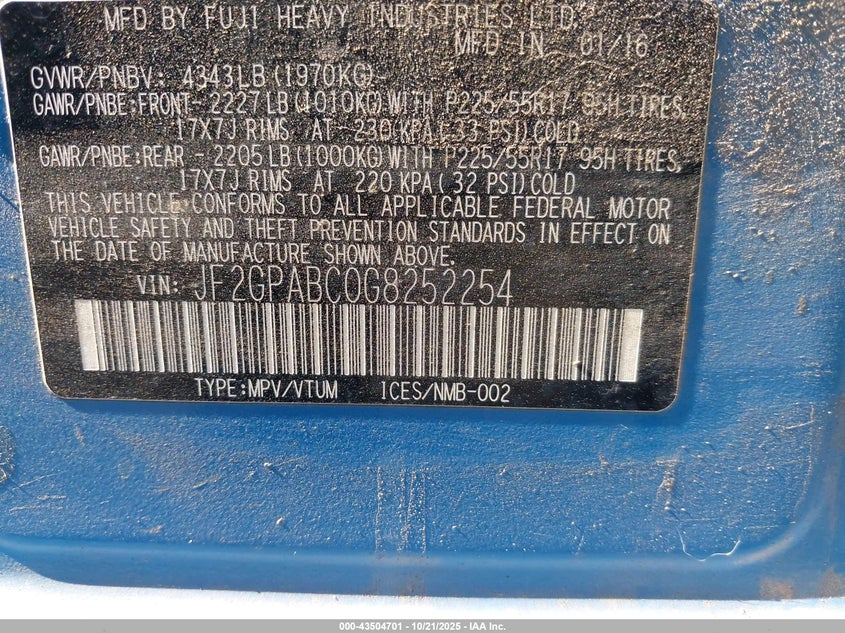 MFD BY FUJI HEAVY INDUSTRIES LTD.
MFD IN 01/16
GVWR/PNBV: 4343LB(1970KG)
GAWR/PNBE:FRONT-2227LB(1010KG)WITH P225/55R17 95H TIRES,
17X7J RIMS AT 230(KPA(33 PSI)COLD
GAWR/PNBE:REAR -2205LB(1000KG)WITH P225/55R17 95H TIRES,
17X7J RIMS AT 220 KPA(32 PSI)COLD
THIS VEHICLE CONFORMS TO ALL APPLICABLE FEDERAL MOTOR
VEHICLE SAFETY AND THEFT PREVENTION STANDARDS IN EFFECT ON
THE DATE OF MANUFACTURE SHOWN ABOVE.
VIN: JF2GPABC0G8252254
TYPE:MPV/VTUM ICES/NMB-002
000-43504701 - 10/21/2025 - IAA Inc.